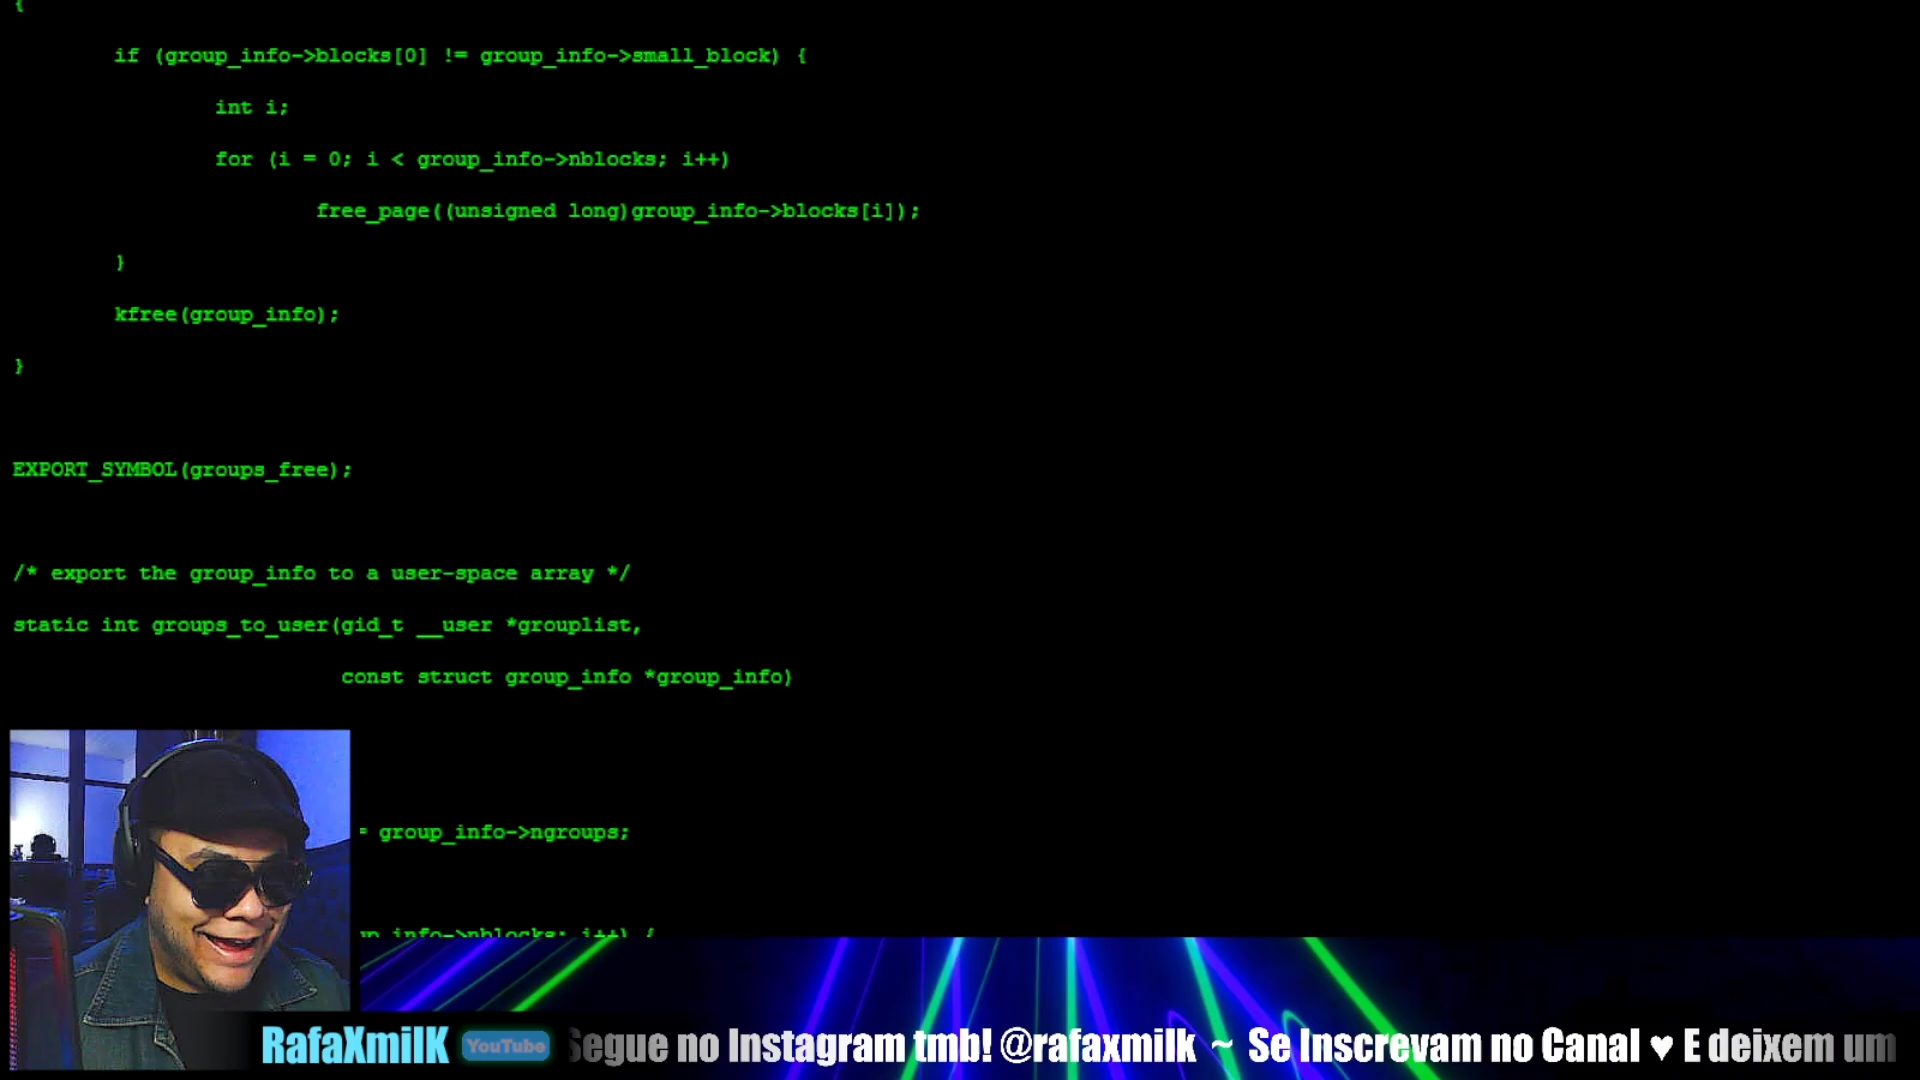 {
if (group_info->blocks[0] != group_info->small_block) {
int i;
for (i = 0; i < group_info->nblocks; i++)
free_page((unsigned long)group_info->blocks[i]);
}
kfree(group_info);
}
EXPORT_SYMBOL(groups_free);
/* export the group_info to a user-space array */
static int groups_to_user(gid_t __user *grouplist,
const struct group_info *group_info)
= group_info->ngroups;
up_info->nblocks; i++) {
RafaXmilK YouTube Segue no Instagram tmb! @rafaxmilk ~ Se Inscrevam no Canal ♥ E deixem um